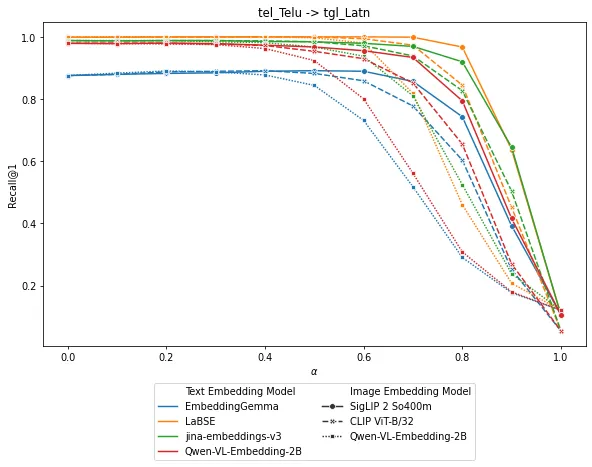 tel_Telu -> tgl_Latn
1.0
0.8
0.6
0.4
0.2
Recall@1
0.0 0.2 0.4 0.6 0.8 1.0
α
Text Embedding Model Image Embedding Model
EmbeddingGemma SigLIP 2 So400m
LaBSE CLIP ViT-B/32
jina-embeddings-v3 Qwen-VL-Embedding-2B
Qwen-VL-Embedding-2B